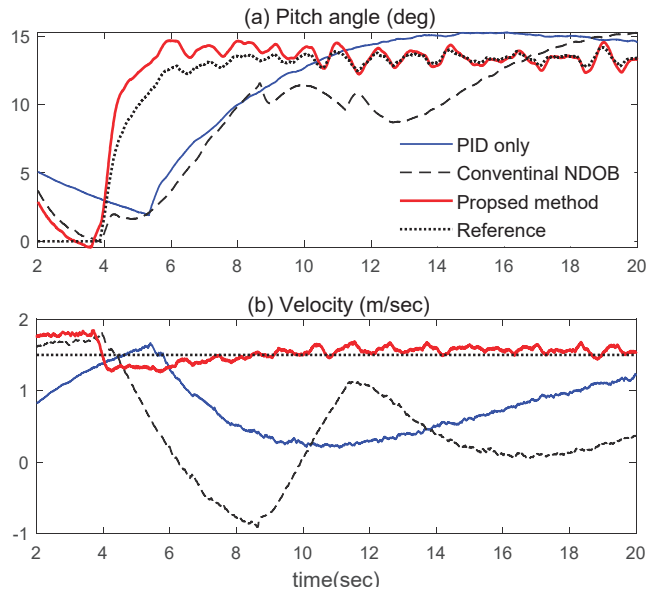 (a) Pitch angle (deg)
15
10
5
0
PID only
Conventinal NDOB
Propsed method
Reference
2 4 6 8 10 12 14 16 18 20
(b) Velocity (m/sec)
2
1
0
-1
2 4 6 8 10 12 14 16 18 20
time(sec)